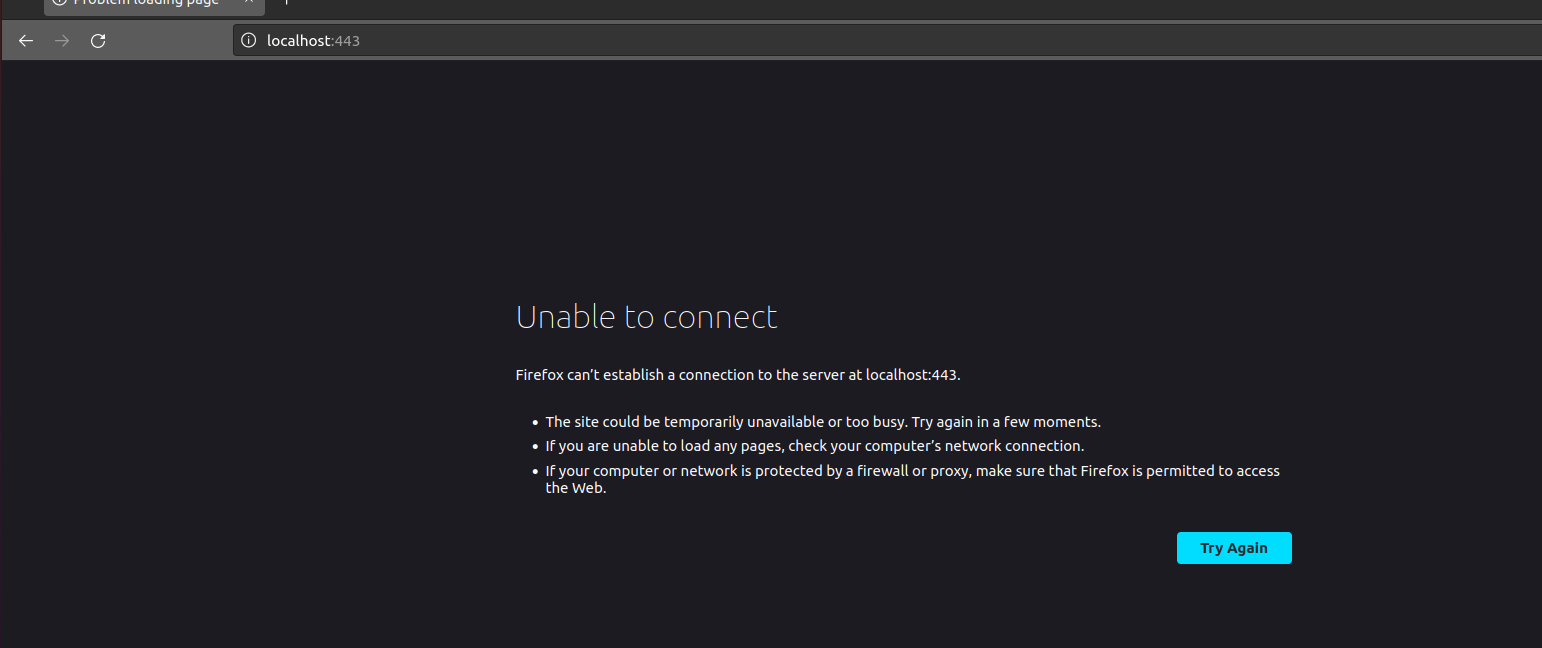 Problem loading page
localhost:443
Unable to connect
Firefox can’t establish a connection to the server at localhost:443.
• The site could be temporarily unavailable or too busy. Try again in a few moments.
• If you are unable to load any pages, check your computer’s network connection.
• If your computer or network is protected by a firewall or proxy, make sure that Firefox is permitted to access
the Web.
Try Again